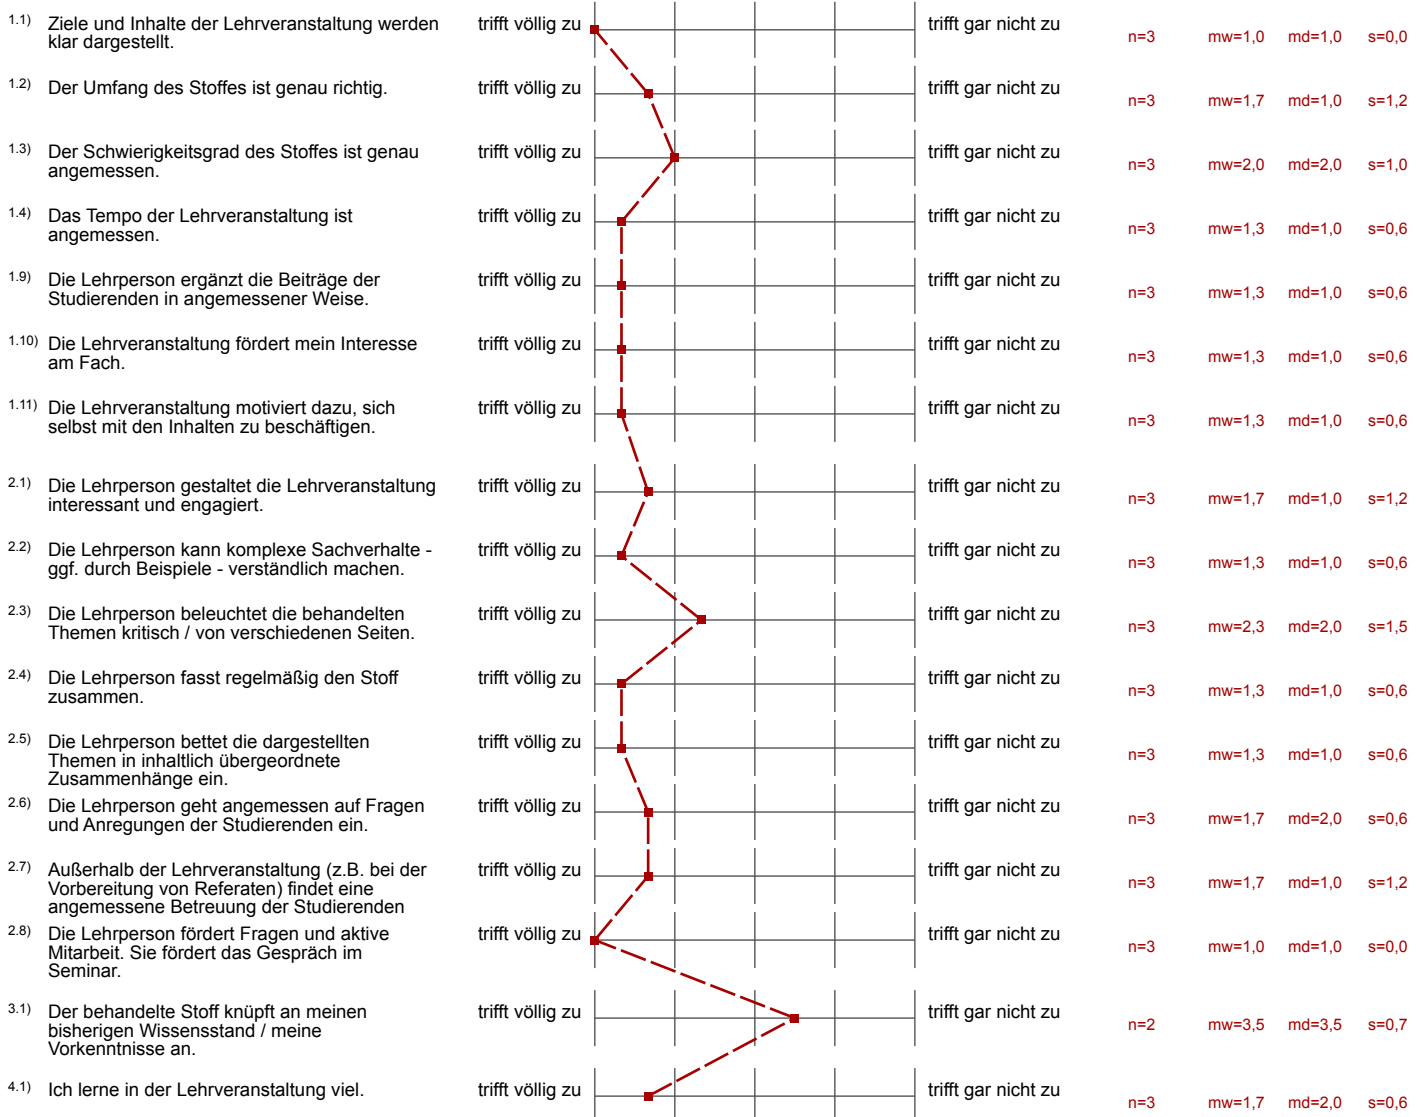 1.1) Ziele und Inhalte der Lehrveranstaltung werden trifft völlig zu trifft gar nicht zu
klar dargestellt. n=3 mw=1,0 md=1,0 s=0,0
1.2) Der Umfang des Stoffes ist genau richtig. trifft völlig zu trifft gar nicht zu
n=3 mw=1,7 md=1,0 s=1,2
1.3) Der Schwierigkeitsgrad des Stoffes ist genau trifft völlig zu trifft gar nicht zu
angemessen. n=3 mw=2,0 md=2,0 s=1,0
1.4) Das Tempo der Lehrveranstaltung ist trifft völlig zu trifft gar nicht zu
angemessen. n=3 mw=1,3 md=1,0 s=0,6
1.9) Die Lehrperson ergänzt die Beiträge der trifft völlig zu trifft gar nicht zu
Studierenden in angemessener Weise. n=3 mw=1,3 md=1,0 s=0,6
1.10) Die Lehrveranstaltung fördert mein Interesse trifft völlig zu trifft gar nicht zu
am Fach. n=3 mw=1,3 md=1,0 s=0,6
1.11) Die Lehrveranstaltung motiviert dazu, sich trifft völlig zu trifft gar nicht zu
selbst mit den Inhalten zu beschäftigen. n=3 mw=1,3 md=1,0 s=0,6
2.1) Die Lehrperson gestaltet die Lehrveranstaltung trifft völlig zu trifft gar nicht zu
interessant und engagiert. n=3 mw=1,7 md=1,0 s=1,2
2.2) Die Lehrperson kann komplexe Sachverhalte - trifft völlig zu trifft gar nicht zu
ggf. durch Beispiele - verständlich machen. n=3 mw=1,3 md=1,0 s=0,6
2.3) Die Lehrperson beleuchtet die behandelten trifft völlig zu trifft gar nicht zu
Themen kritisch / von verschiedenen Seiten. n=3 mw=2,3 md=2,0 s=1,5
2.4) Die Lehrperson fasst regelmäßig den Stoff trifft völlig zu trifft gar nicht zu
zusammen. n=3 mw=1,3 md=1,0 s=0,6
2.5) Die Lehrperson bettet die dargestellten trifft völlig zu trifft gar nicht zu
Themen in inhaltlich übergeordnete n=3 mw=1,3 md=1,0 s=0,6
Zusammenhänge ein.
2.6) Die Lehrperson geht angemessen auf Fragen trifft völlig zu trifft gar nicht zu
und Anregungen der Studierenden ein. n=3 mw=1,7 md=2,0 s=0,6
2.7) Außerhalb der Lehrveranstaltung (z.B. bei der trifft völlig zu trifft gar nicht zu
Vorbereitung von Referaten) findet eine n=3 mw=1,7 md=1,0 s=1,2
angemessene Betreuung der Studierenden
2.8) Die Lehrperson fördert Fragen und aktive trifft völlig zu trifft gar nicht zu
Mitarbeit. Sie fördert das Gespräch im n=3 mw=1,0 md=1,0 s=0,0
Seminar.
3.1) Der behandelte Stoff knüpft an meinen trifft völlig zu trifft gar nicht zu
bisherigen Wissensstand / meine n=2 mw=3,5 md=3,5 s=0,7
Vorkenntnisse an.
4.1) Ich lerne in der Lehrveranstaltung viel. trifft völlig zu trifft gar nicht zu
n=3 mw=1,7 md=2,0 s=0,6